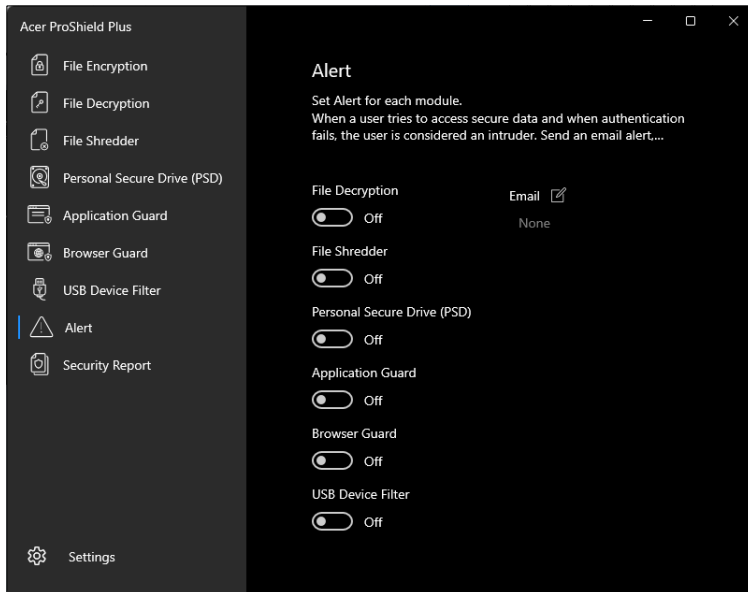 Acer ProShield Plus
File Encryption
File Decryption
File Shredder
Personal Secure Drive (PSD)
Application Guard
Browser Guard
USB Device Filter
Alert
Security Report
Settings
Alert
Set Alert for each module.
When a user tries to access secure data and when authentication
fails, the user is considered an intruder. Send an email alert,...
File Decryption
Off
Email
None
File Shredder
Off
Personal Secure Drive (PSD)
Off
Application Guard
Off
Browser Guard
Off
USB Device Filter
Off